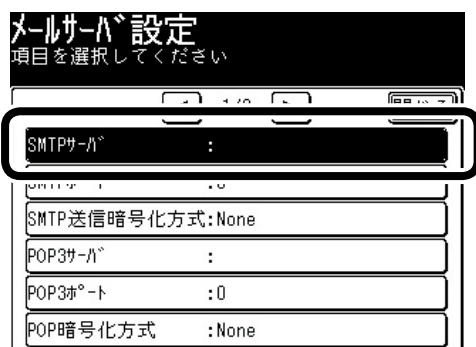 ﾒｰﾙｻｰﾊﾞ設定
項目を選択してください
SMTPｻｰﾊﾞ :
SMTP送信暗号化方式:None
POP3ｻｰﾊﾞ :
POP3ﾎﾟｰﾄ :0
POP暗号化方式 :None